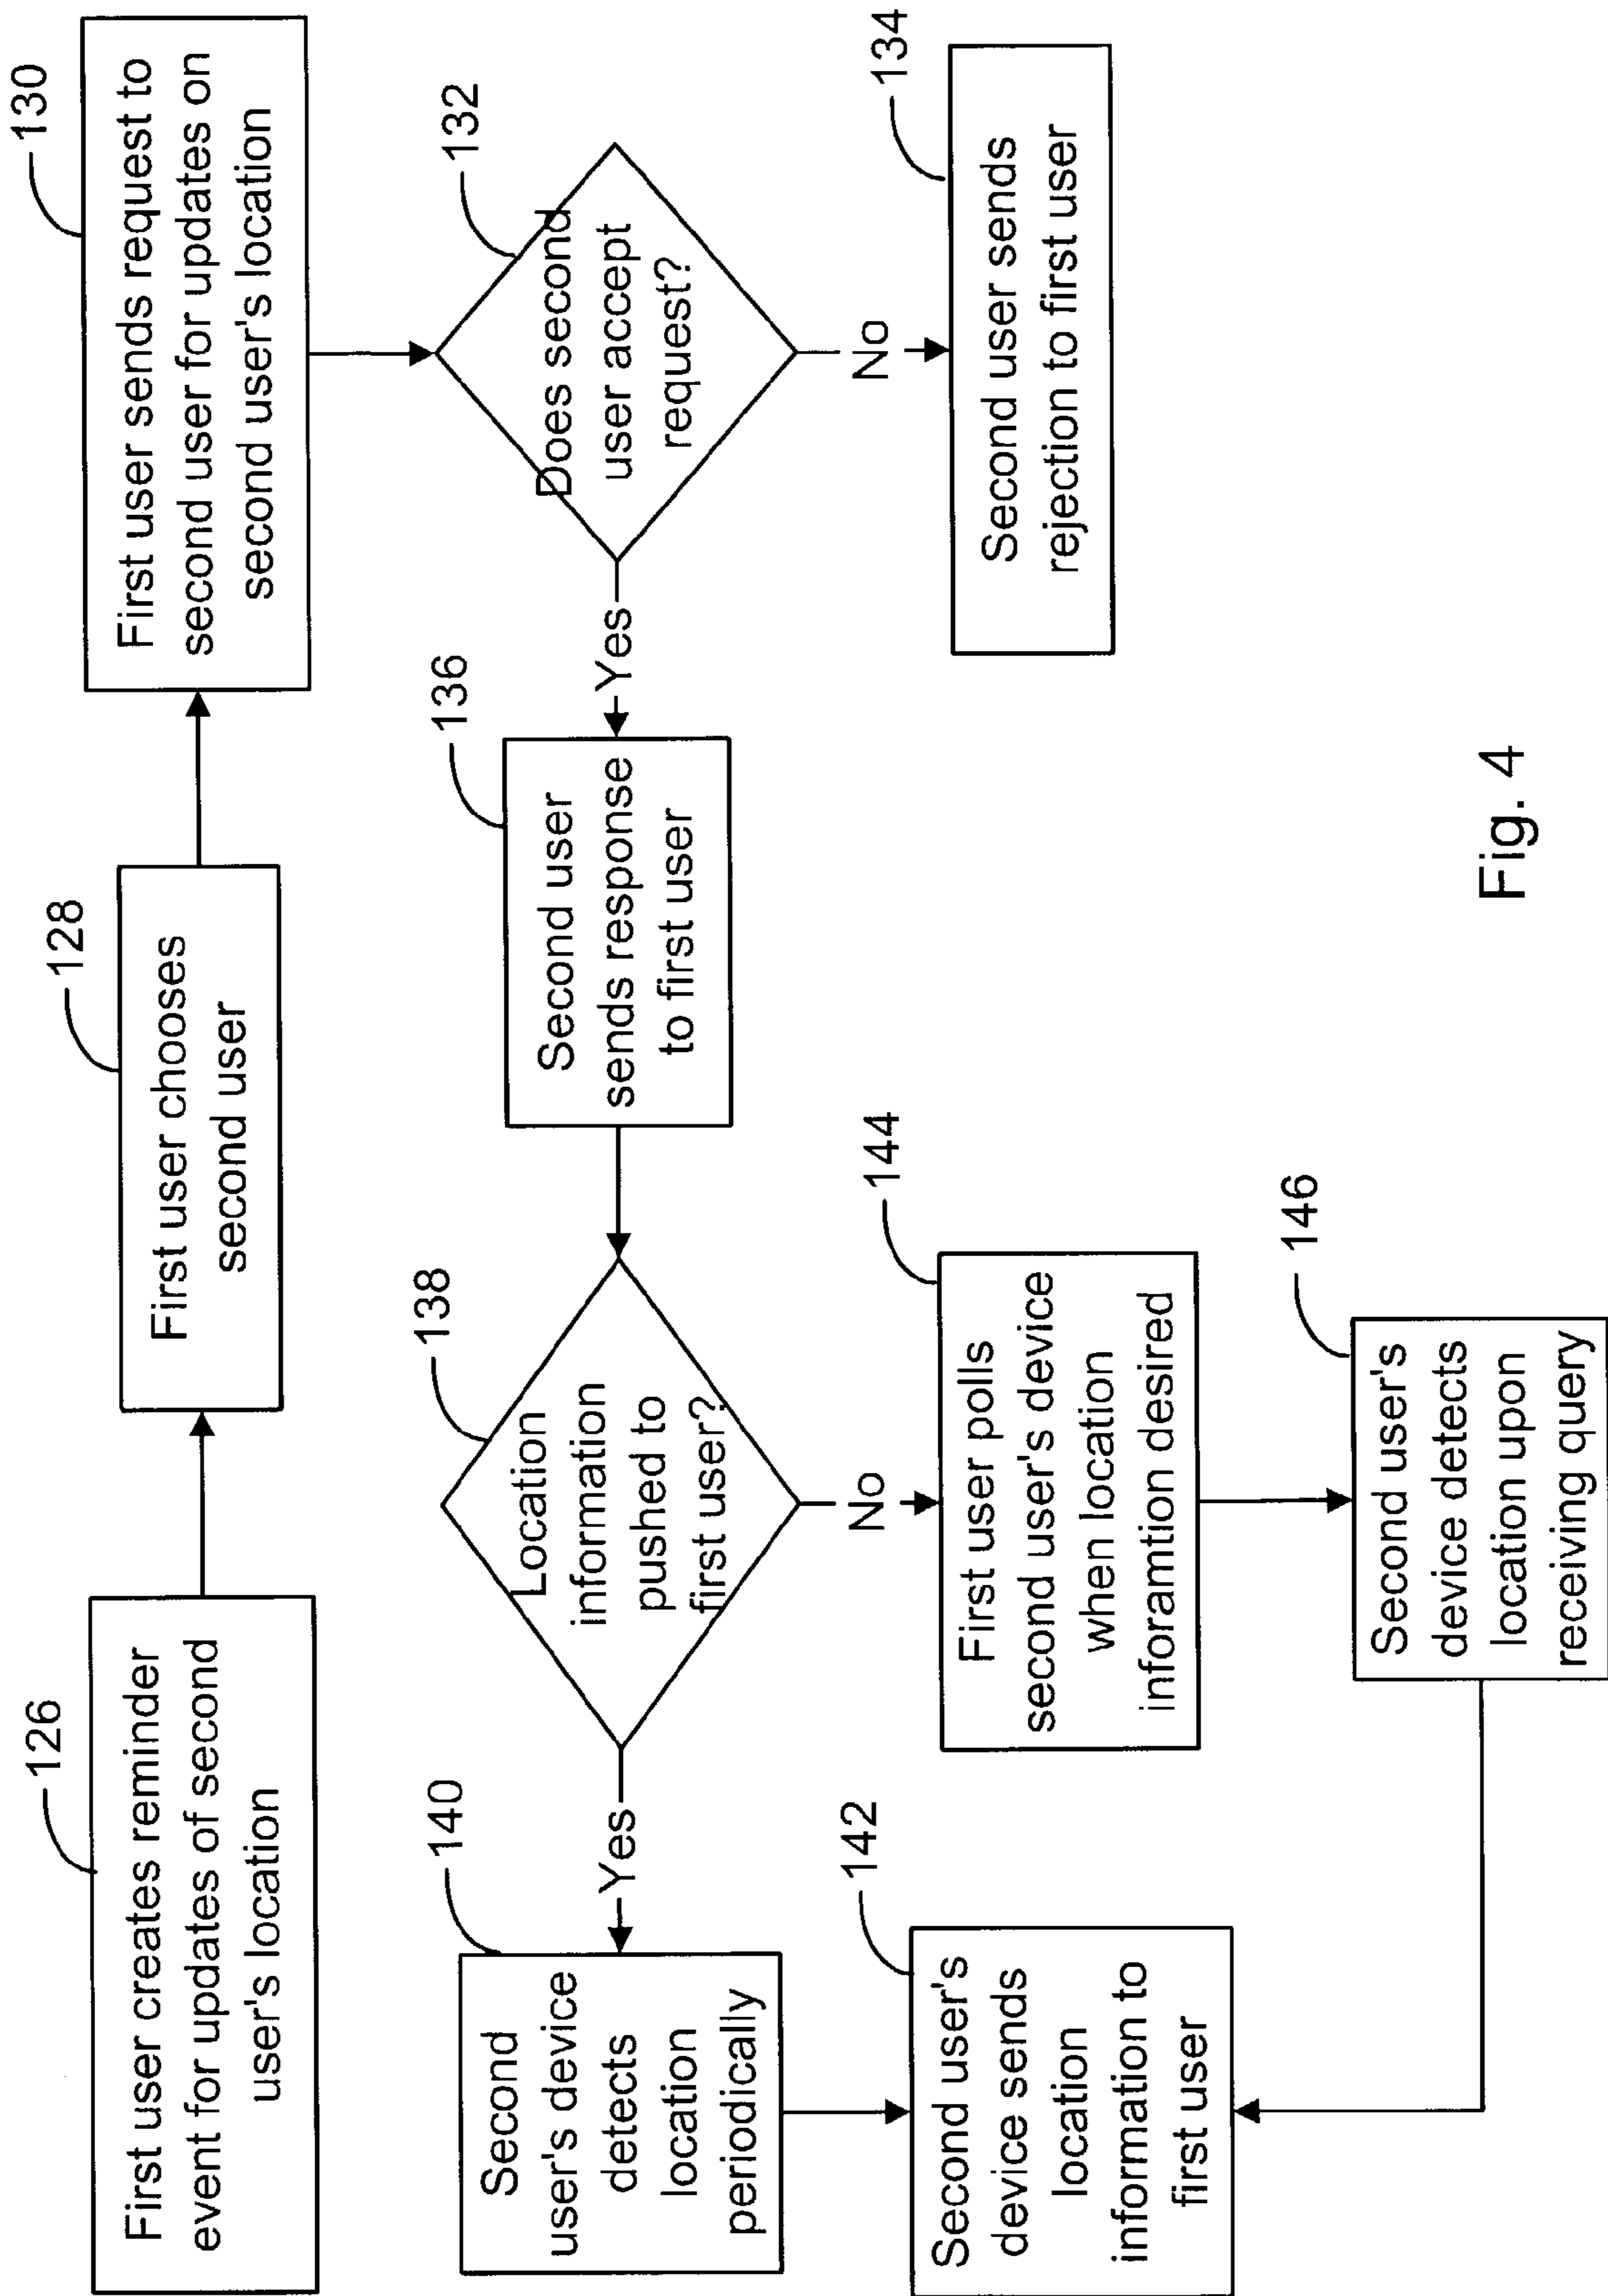 126
First user creates reminder
event for updates of second
user's location
128
First user chooses
second user
130
First user sends request to
second user for updates on
second user's location
132
Does second
user accept
request?
No
134
Second user sends
rejection to first user
Yes
136
Second user
sends response
to first user
138
Location
information
pushed to
first user?
Yes
140
Second
user's device
detects
location
periodically
142
Second user's
device sends
location
information to
first user
No
144
First user polls
second user's device
when location
inforamtion desired
146
Second user's
device detects
location upon
receiving query
Fig. 4